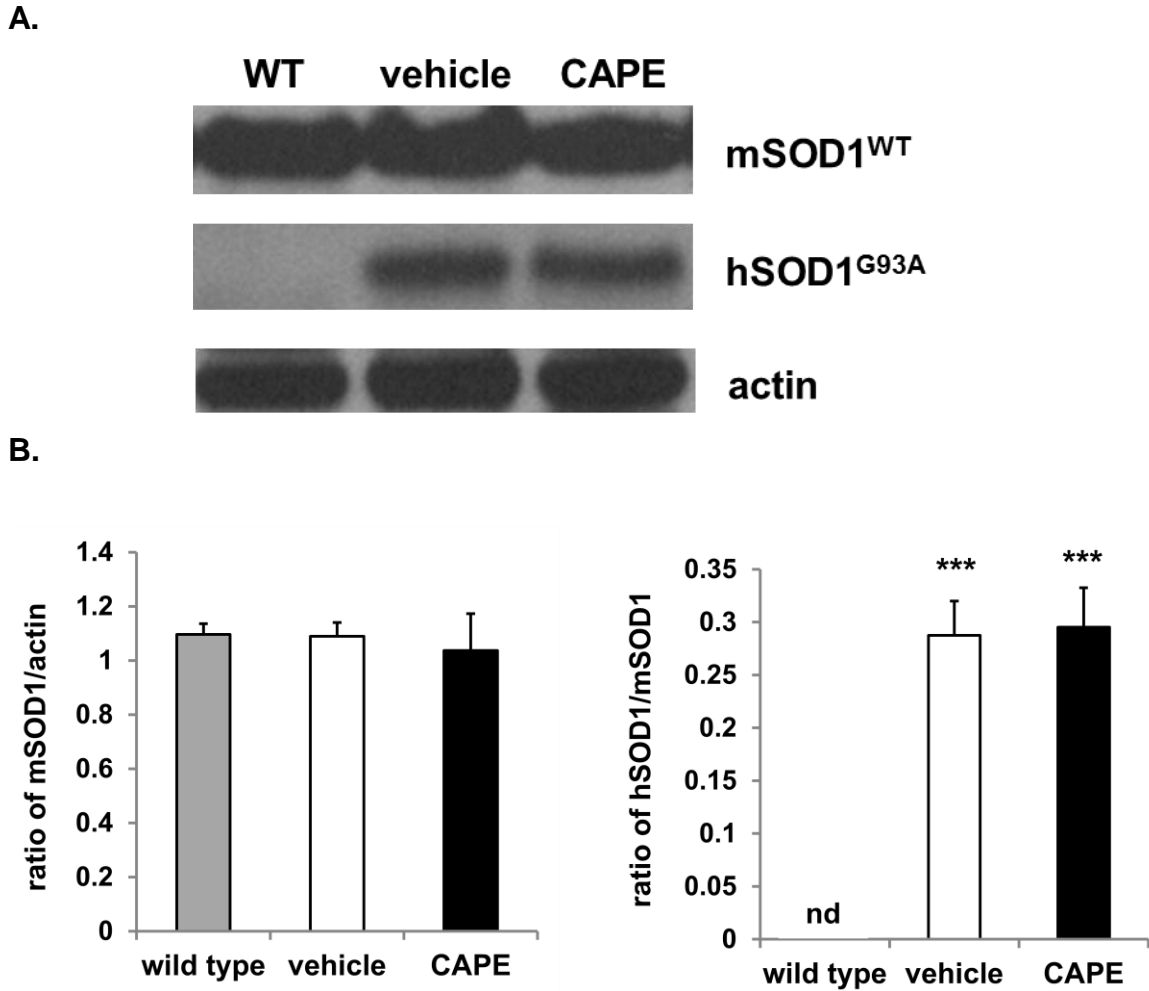 A.
WT vehicle CAPE
mSOD1WT
hSOD1G93A
actin
B.
ratio of mSOD1/actin
1.4
1.2
1
0.8
0.6
0.4
0.2
0
wild type vehicle CAPE
ratio of hSOD1/mSOD1
0.35
0.3
0.25
0.2
0.15
0.1
0.05
0
*** ***
nd
wild type vehicle CAPE